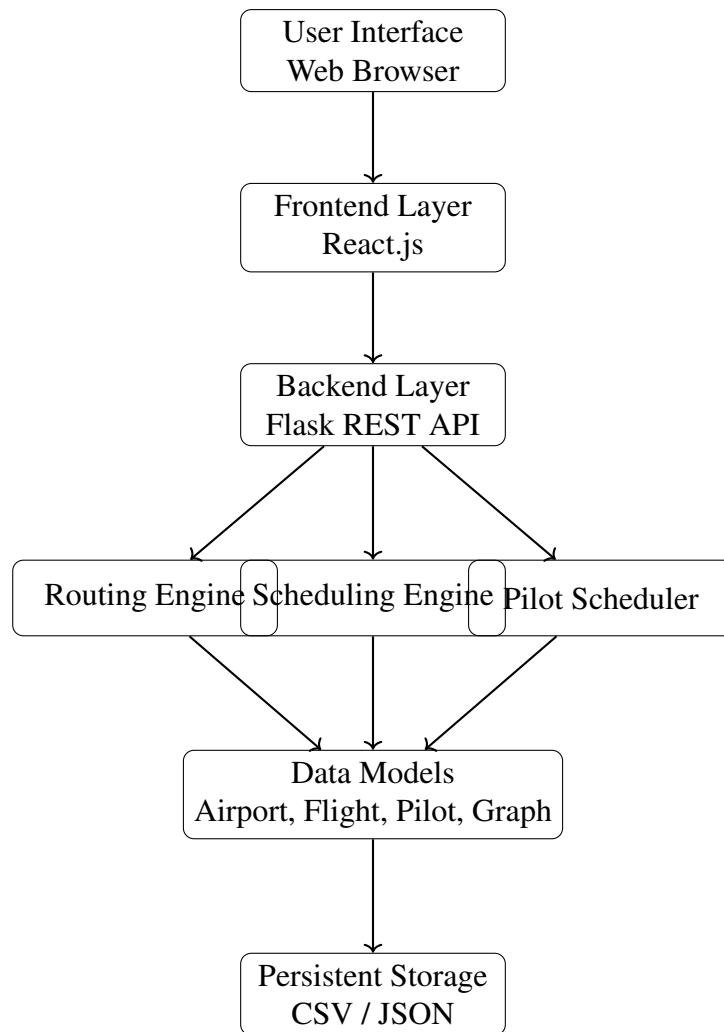 User Interface
Web Browser
Frontend Layer
React.js
Backend Layer
Flask REST API
Routing Engine
Scheduling Engine
Pilot Scheduler
Data Models
Airport, Flight, Pilot, Graph
Persistent Storage
CSV / JSON